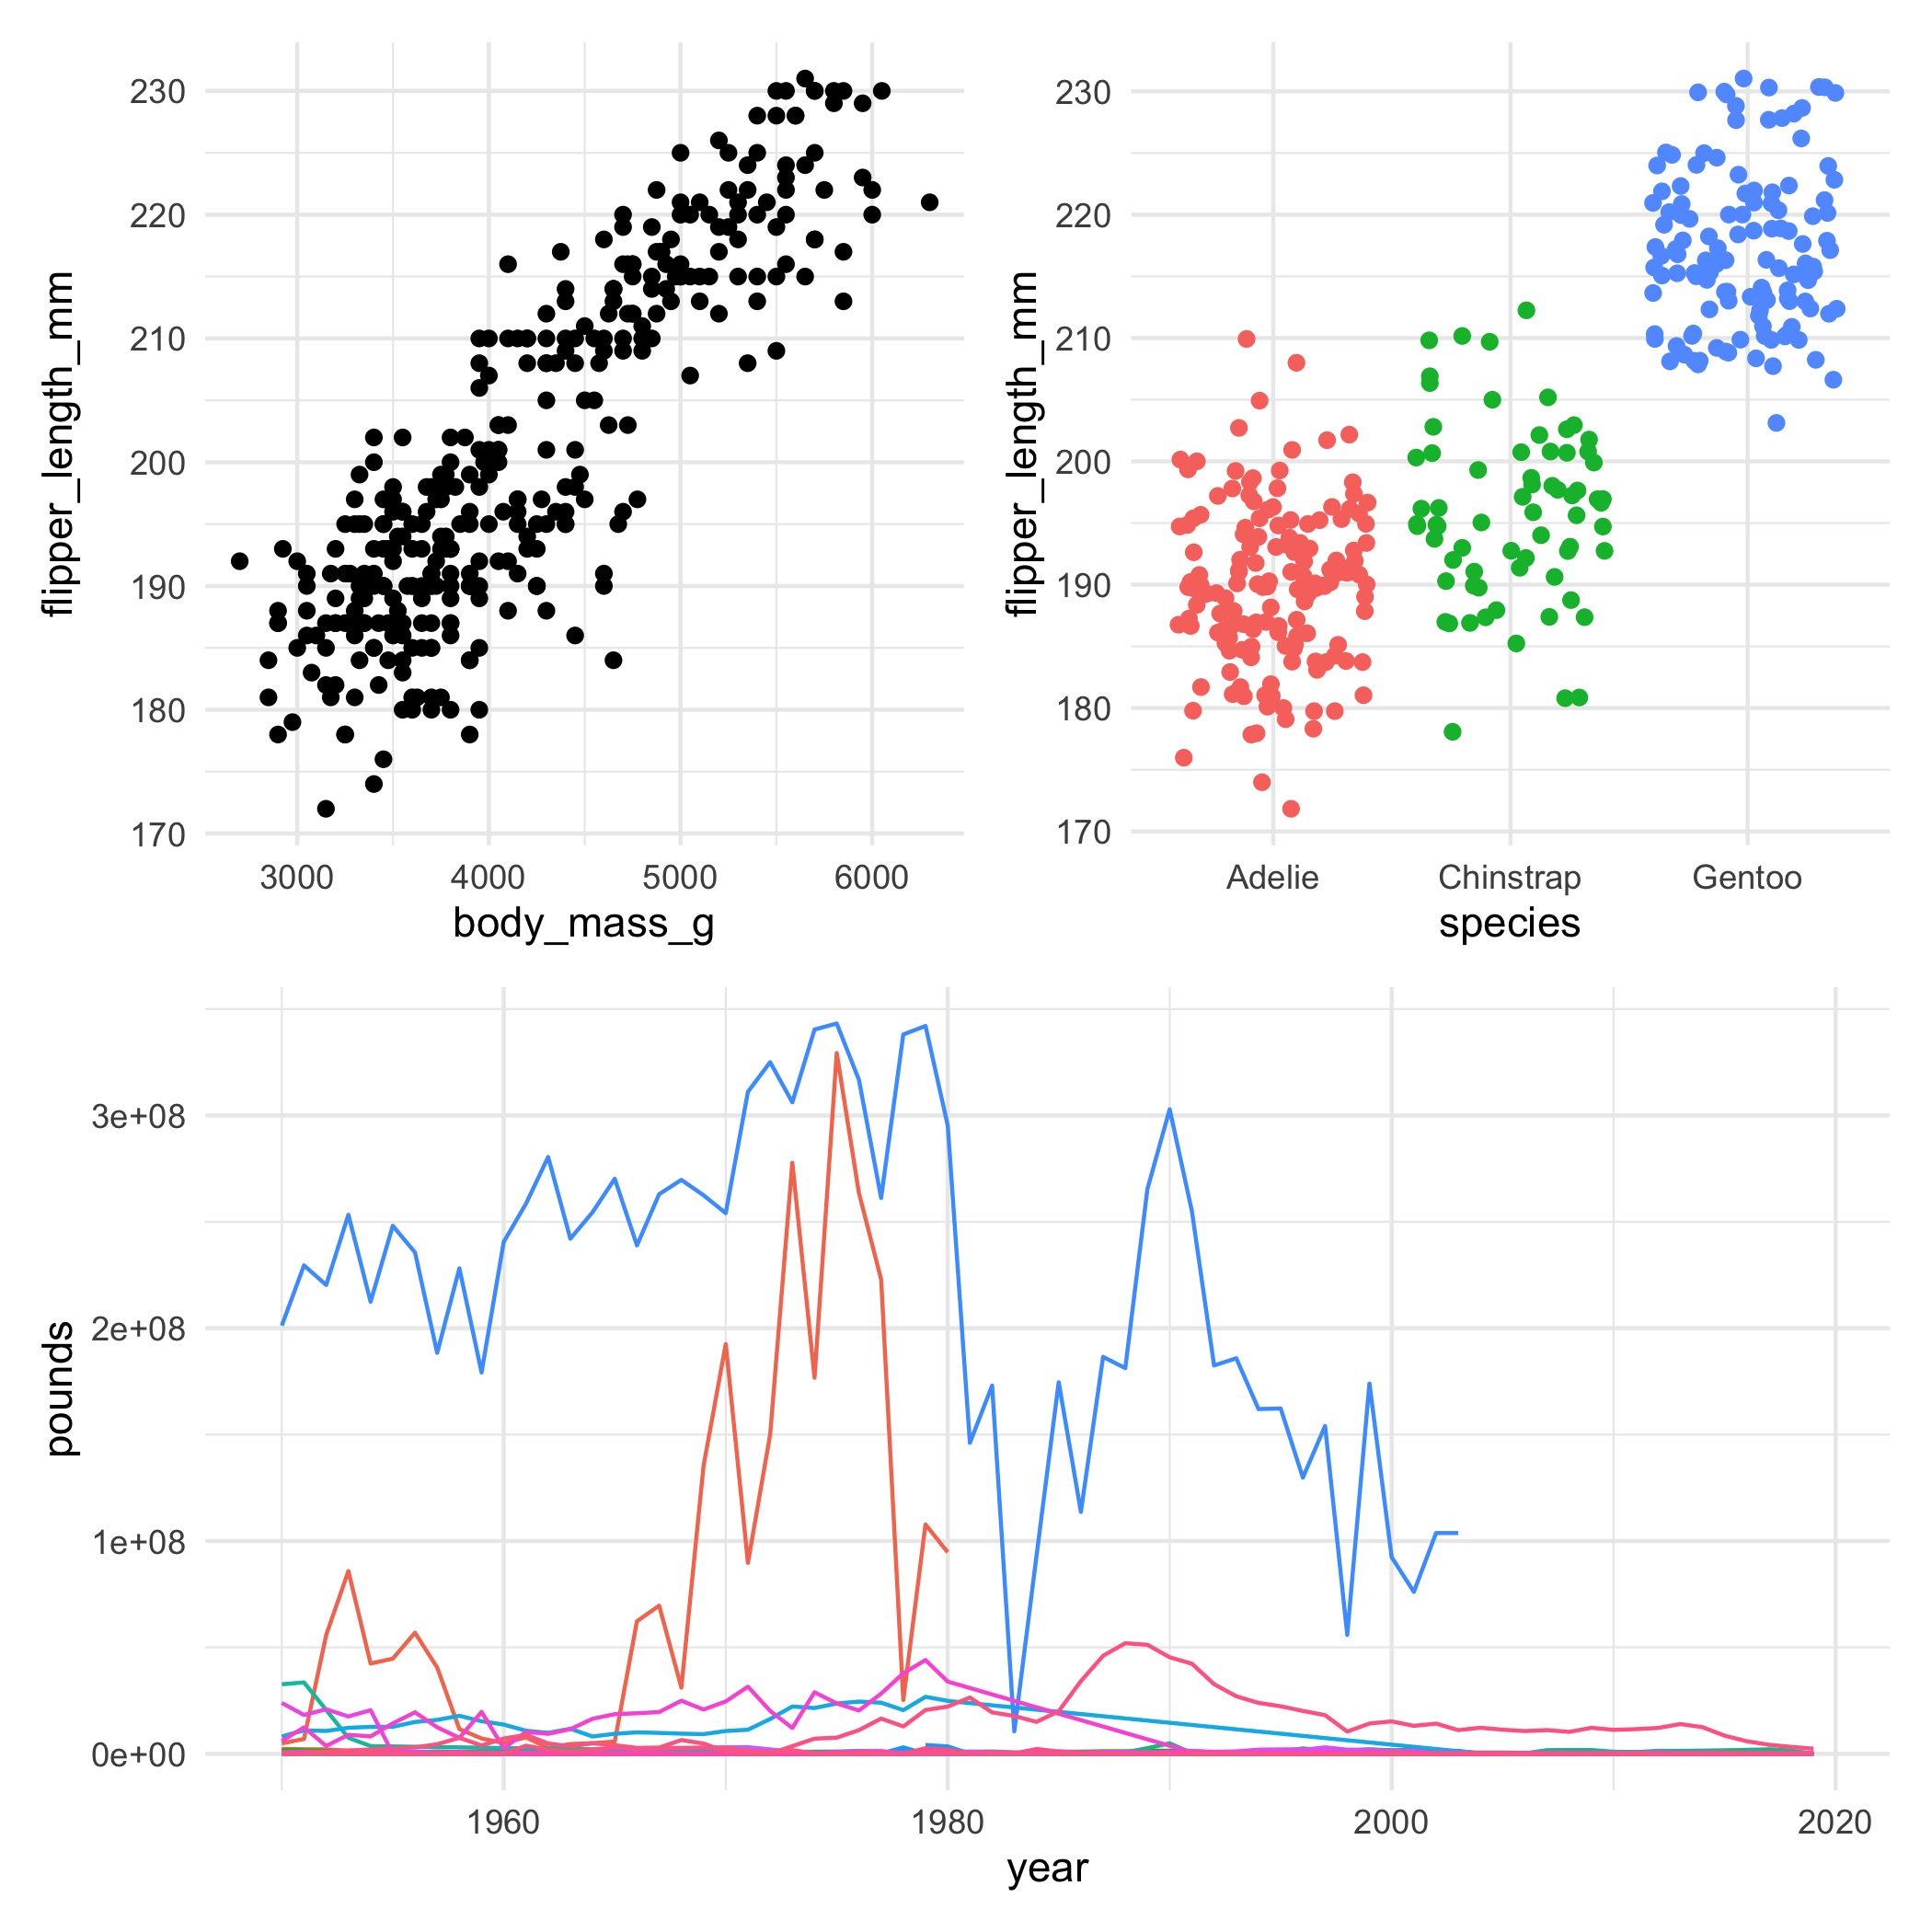 230
220
210
200
190
180
170
flipper_length_mm
3000 4000 5000 6000
body_mass_g
230
220
210
200
190
180
170
flipper_length_mm
Adelie Chinstrap Gentoo
species
3e+08
2e+08
1e+08
0e+00
pounds
1960 1980 2000 2020
year